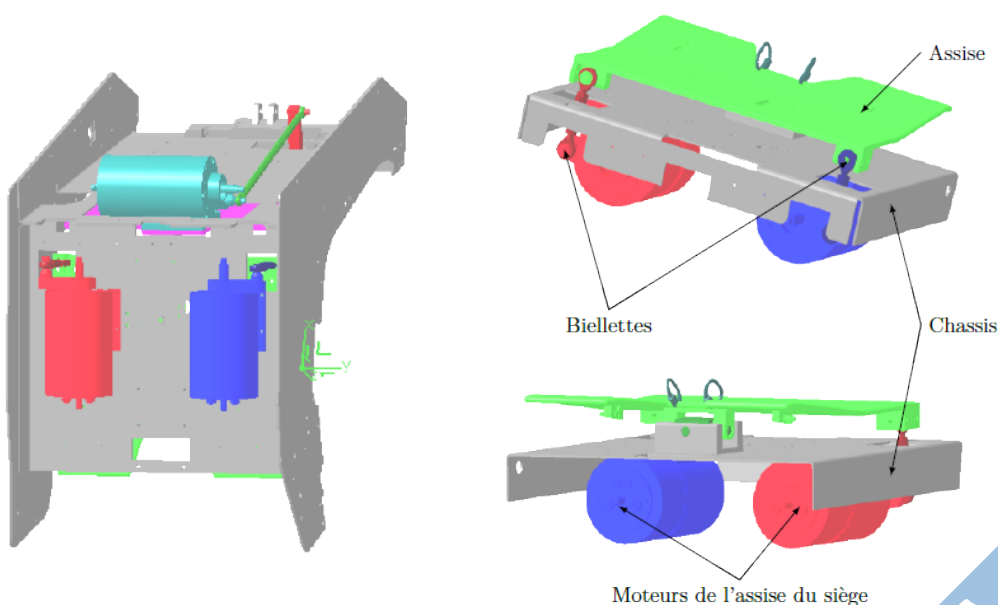 Assise
Biellettes
Chassis
Y
Moteurs de l'assise du siège